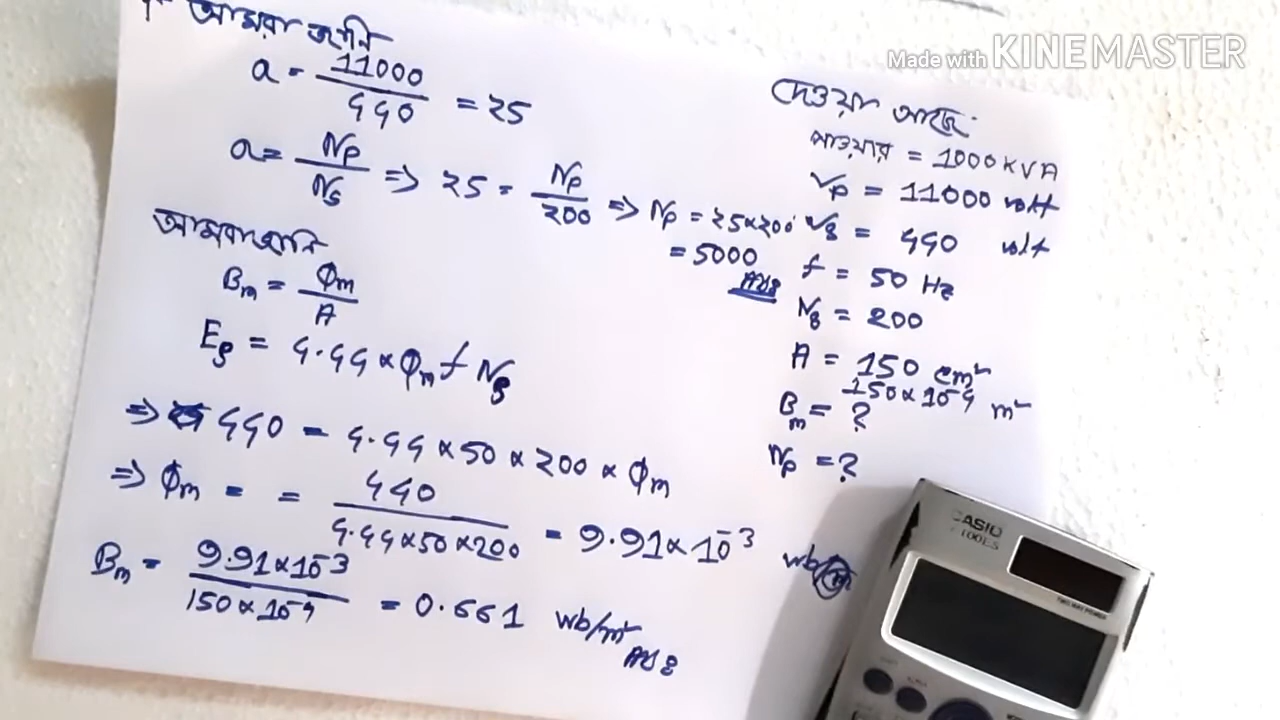 Made with KINEMASTER
আমরা জানি
a = 11000 / 440 = 25
a = Np / Ns ⇒ 25 = Np / 200 ⇒ Np = 25×200
= 5000
Ans
আমরা জানি
Bm = Φm / A
Es = 4.44 × Φm f Ns
⇒ 440 = 4.44 × 50 × 200 × Φm
⇒ Φm = = 440 / 4.44×50×200 = 9.91×10⁻³ wb
Bm = 9.91×10⁻³ / 150×10⁻⁴ = 0.661 wb/m² Ans
দেওয়া আছে
পাওয়ার = 1000 KVA
Vp = 11000 volt
Vs = 440 volt
f = 50 Hz
Ns = 200
A = 150 cm²
150×10⁻⁴ m²
Bm = ?
Np = ?
CASIO